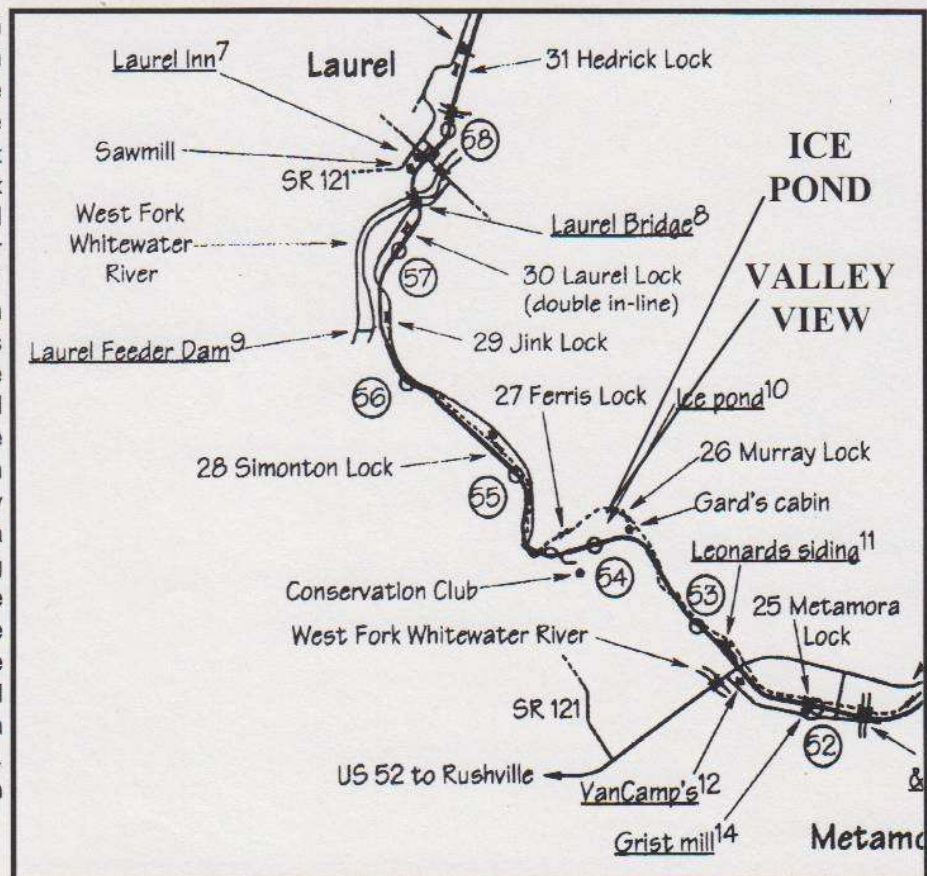 Laurel Inn7
Laurel
31 Hedrick Lock
Sawmill
58
SR 121
ICE
POND
West Fork
Whitewater
River
Laurel Bridge8
57
30 Laurel Lock
(double in-line)
VALLEY
VIEW
Laurel Feeder Dam9
29 Jink Lock
56
27 Ferris Lock
Ice pond10
28 Simonton Lock
26 Murray Lock
55
Gard's cabin
54
Leonards siding11
Conservation Club
53
25 Metamora
Lock
West Fork Whitewater River
SR 121
52
US 52 to Rushville
VanCamp's12
&
Grist mill14
Metamo